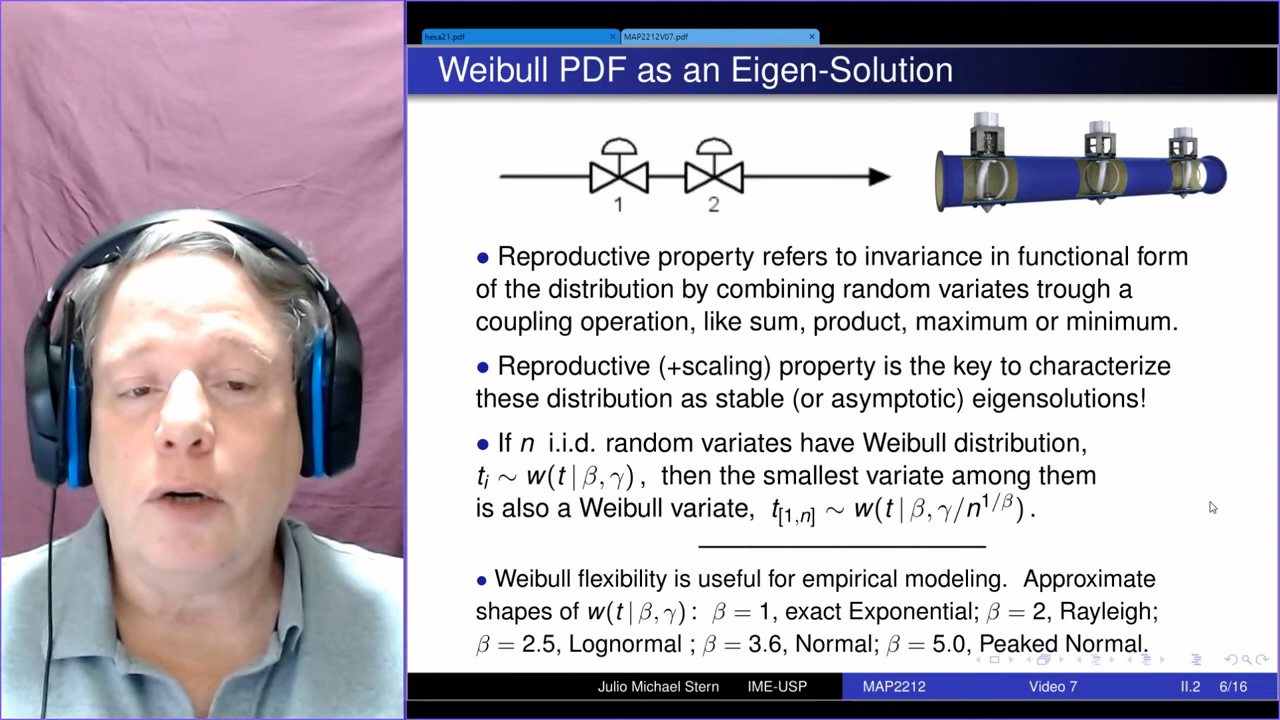 hexa21.pdf × MAP2212V07.pdf ×
Weibull PDF as an Eigen-Solution
1 2
• Reproductive property refers to invariance in functional form
of the distribution by combining random variates trough a
coupling operation, like sum, product, maximum or minimum.
• Reproductive (+scaling) property is the key to characterize
these distribution as stable (or asymptotic) eigensolutions!
• If n i.i.d. random variates have Weibull distribution,
tᵢ ∼ w(t | β, γ), then the smallest variate among them
is also a Weibull variate, t[1,n] ∼ w(t | β, γ/n^{1/β}).
• Weibull flexibility is useful for empirical modeling. Approximate
shapes of w(t | β, γ): β = 1, exact Exponential; β = 2, Rayleigh;
β = 2.5, Lognormal ; β = 3.6, Normal; β = 5.0, Peaked Normal.
Julio Michael Stern IME-USP MAP2212 Video 7 II.2 6/16